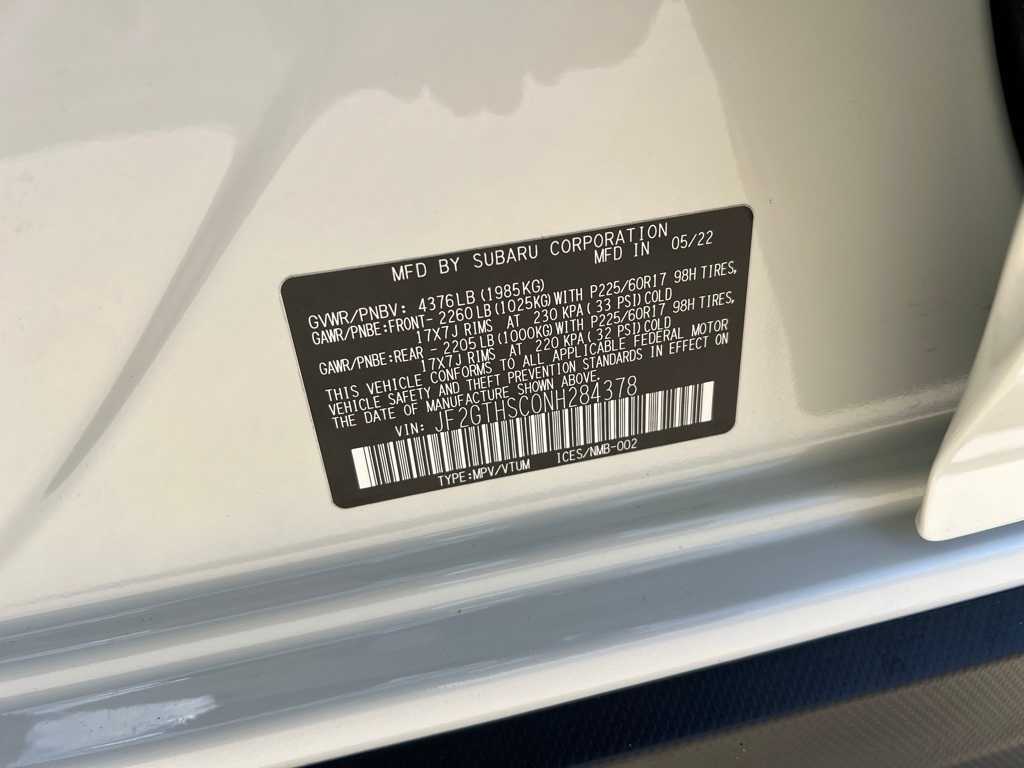 MFD BY SUBARU CORPORATION
MFD IN 05/22
GVWR/PNBV: 4376LB(1985KG)
GAWR/PNBE:FRONT- 2260LB(1025KG)WITH P225/60R17 98H TIRES,
17X7J RIMS AT 230 KPA(33 PSI)COLD
GAWR/PNBE:REAR - 2205LB(1000KG)WITH P225/60R17 98H TIRES,
17X7J RIMS AT 220 KPA(32 PSI)COLD
THIS VEHICLE CONFORMS TO ALL APPLICABLE FEDERAL MOTOR
VEHICLE SAFETY AND THEFT PREVENTION STANDARDS IN EFFECT ON
THE DATE OF MANUFACTURE SHOWN ABOVE.
VIN: JF2GTHSC0NH284378
TYPE:MPV/VTUM ICES/NMB-002